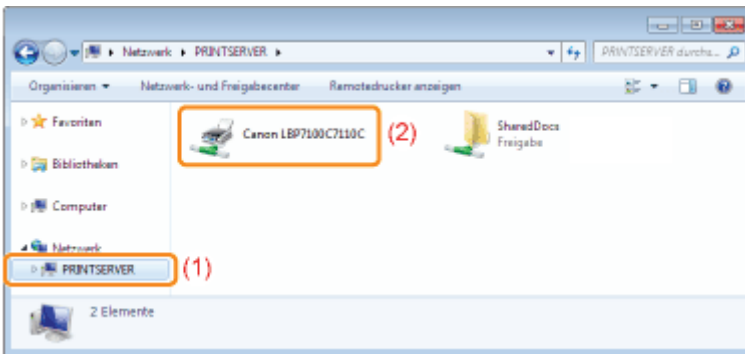 Netzwerk PRINTSERVER
PRINTSERVER durchs...
Organisieren Netzwerk- und Freigabecenter Remotedrucker anzeigen
Favoriten
Canon LBP7100C7110C
(2)
SharedDocs
Freigabe
Bibliotheken
Computer
Netzwerk
PRINTSERVER
(1)
2 Elemente